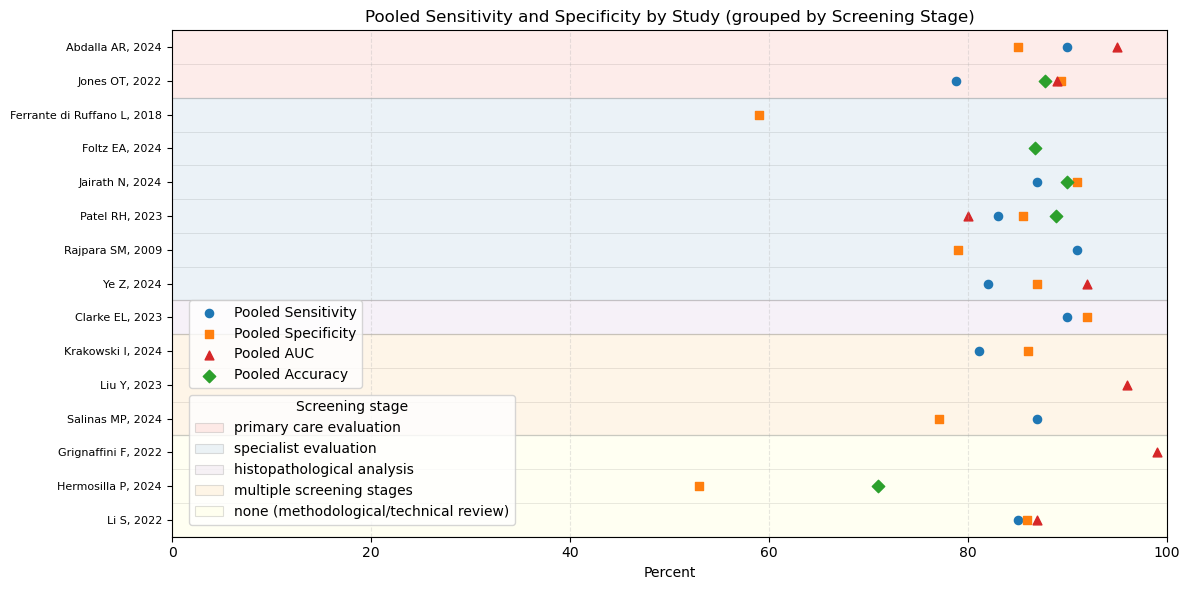 Pooled Sensitivity and Specificity by Study (grouped by Screening Stage)
Abdalla AR, 2024
Jones OT, 2022
Ferrante di Ruffano L, 2018
Foltz EA, 2024
Jairath N, 2024
Patel RH, 2023
Rajpara SM, 2009
Ye Z, 2024
Clarke EL, 2023
Krakowski I, 2024
Liu Y, 2023
Salinas MP, 2024
Grignaffini F, 2022
Hermosilla P, 2024
Li S, 2022
Pooled Sensitivity
Pooled Specificity
Pooled AUC
Pooled Accuracy
Screening stage
primary care evaluation
specialist evaluation
histopathological analysis
multiple screening stages
none (methodological/technical review)
0 20 40 60 80 100
Percent